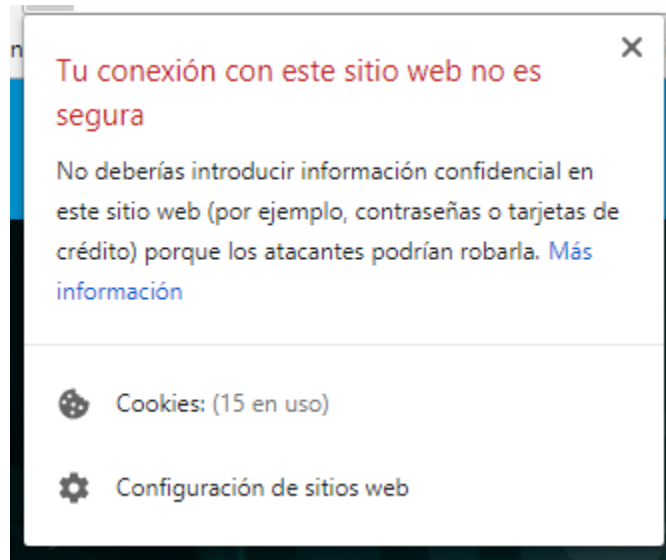 n
Tu conexión con este sitio web no es
segura
No deberías introducir información confidencial en
este sitio web (por ejemplo, contraseñas o tarjetas de
crédito) porque los atacantes podrían robarla. Más
información
Cookies: (15 en uso)
Configuración de sitios web